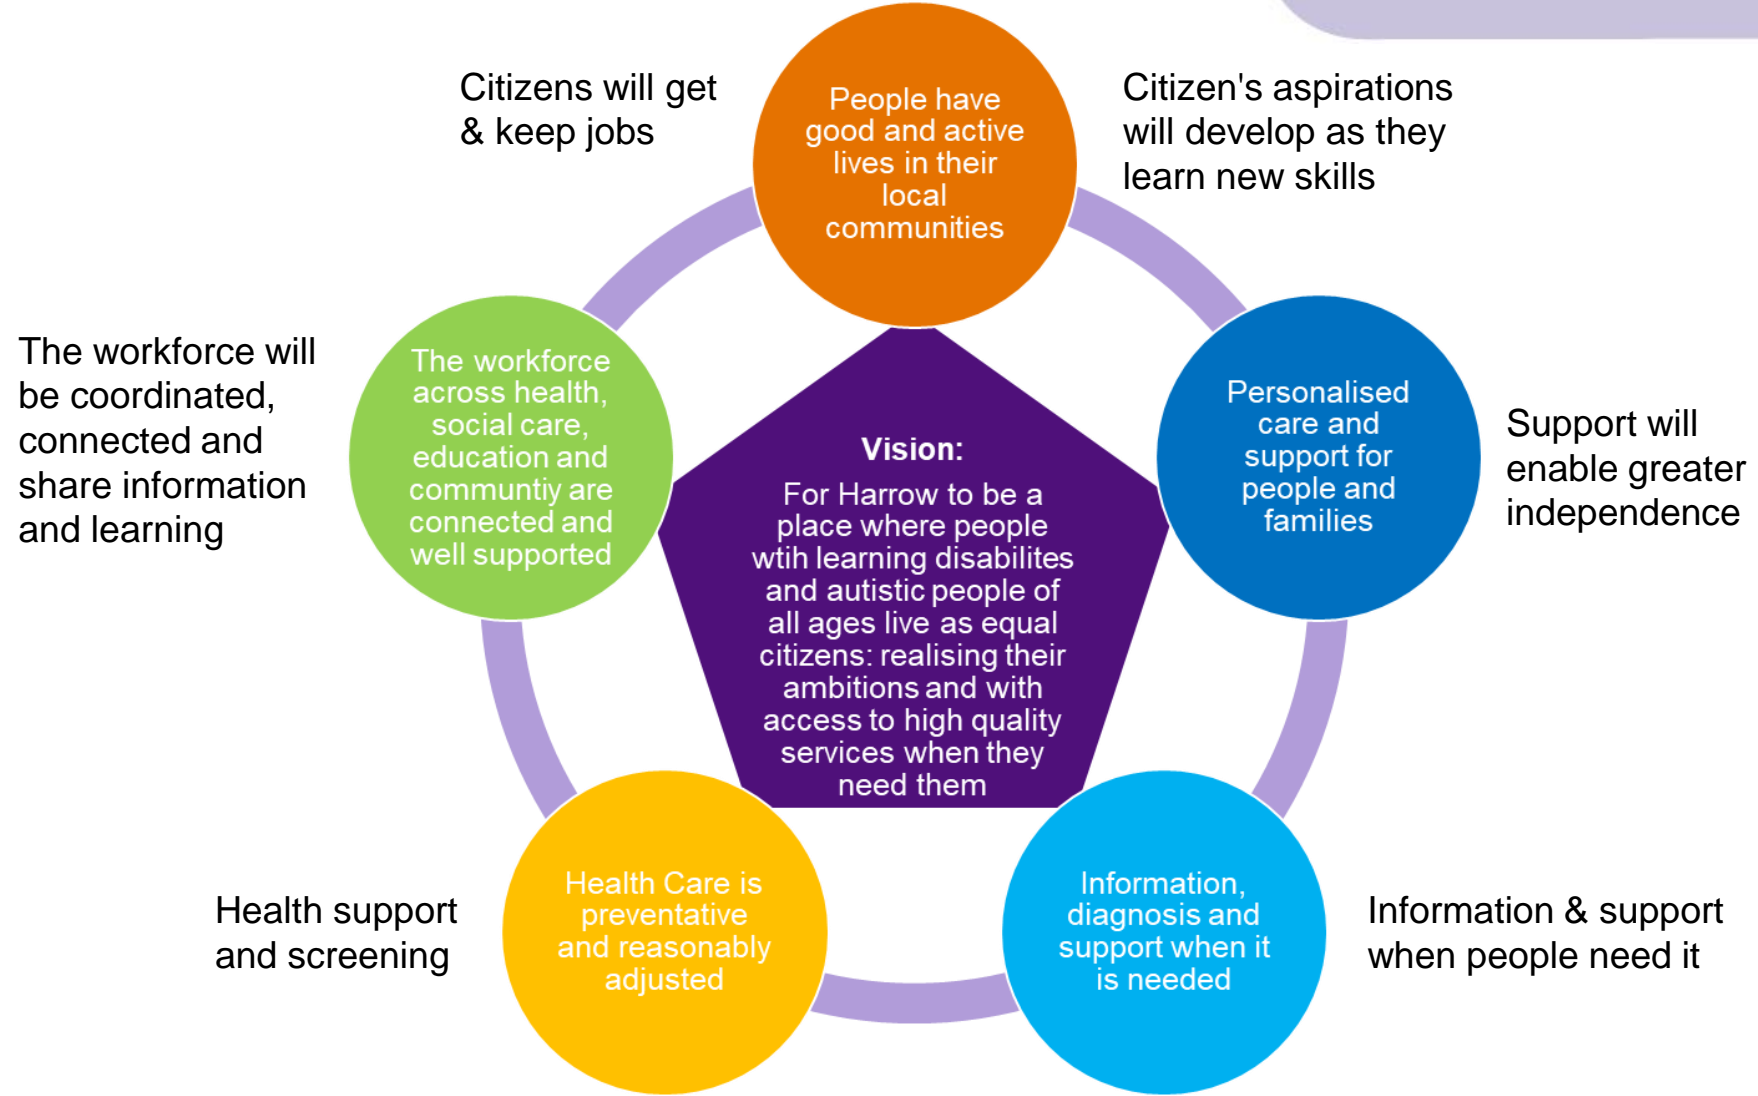 Citizens will get
& keep jobs
People have
good and active
lives in their
local
communities
Citizen's aspirations
will develop as they
learn new skills
The workforce will
be coordinated,
connected and
share information
and learning
The workforce
across health,
social care,
education and
communtiy are
connected and
well supported
Vision:
For Harrow to be a
place where people
wtih learning disabilites
and autistic people of
all ages live as equal
citizens: realising their
ambitions and with
access to high quality
services when they
need them
Personalised
care and
support for
people and
families
Support will
enable greater
independence
Health support
and screening
Health Care is
preventative
and reasonably
adjusted
Information,
diagnosis and
support when it
is needed
Information & support
when people need it